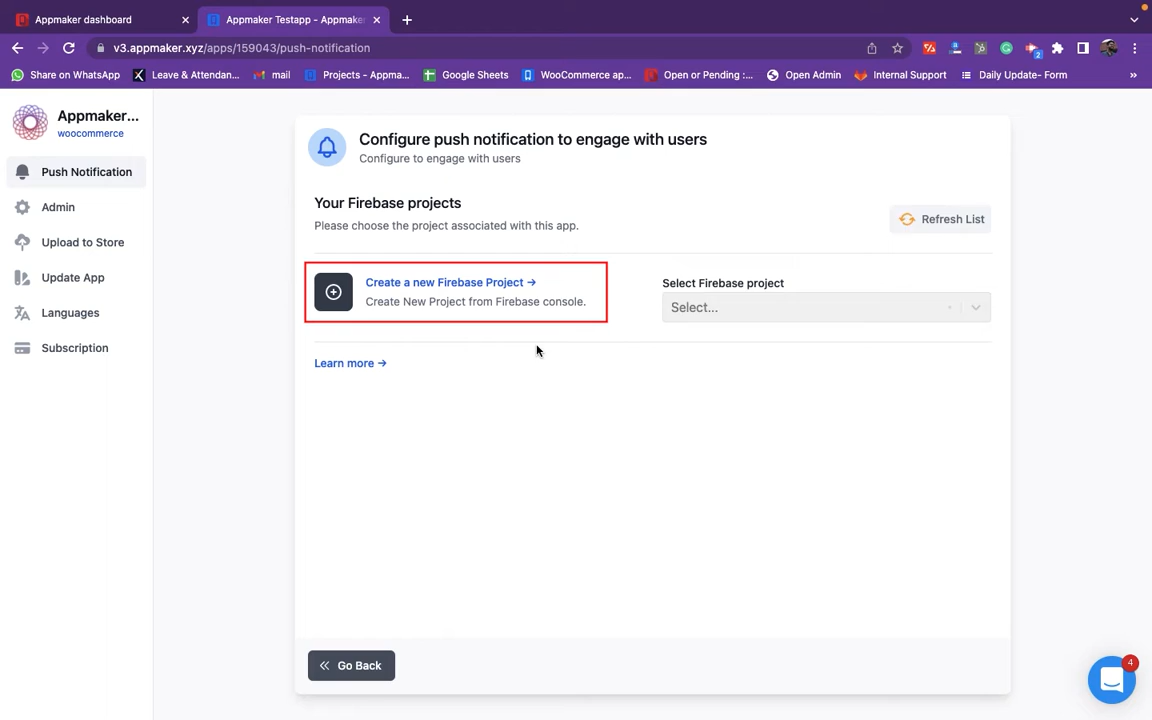 Appmaker dashboard
Appmaker Testapp - Appmaker
v3.appmaker.xyz/apps/159043/push-notification
2
Share on WhatsApp
Leave & Attendan...
mail
Projects - Appma...
Google Sheets
WooCommerce ap...
Open or Pending :...
Open Admin
Internal Support
Daily Update- Form
»
Appmaker...
woocommerce
Push Notification
Admin
Upload to Store
Update App
Languages
Subscription
Configure push notification to engage with users
Configure to engage with users
Your Firebase projects
Please choose the project associated with this app.
Refresh List
Create a new Firebase Project →
Create New Project from Firebase console.
Select Firebase project
Select...
Learn more →
Go Back
4